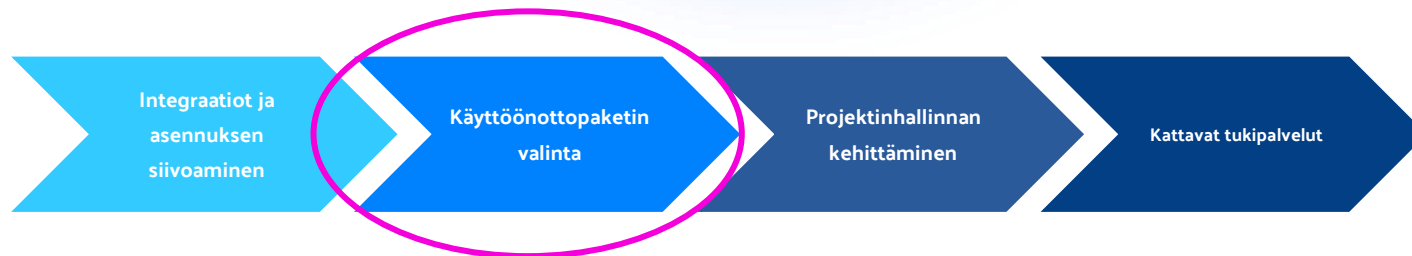 Integraatiot ja
asennuksen
siivoaminen
Käyttöönottopaketin
valinta
Projektinhallinnan
kehittäminen
Kattavat tukipalvelut